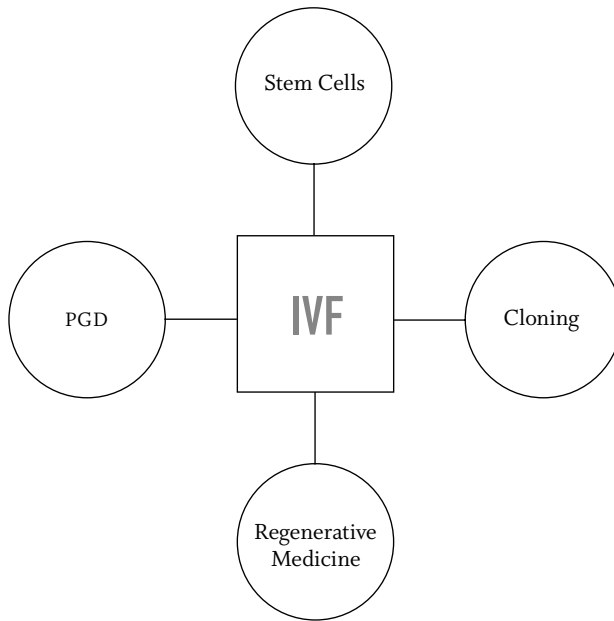 Stem Cells
PGD
IVF
Cloning
Regenerative
Medicine